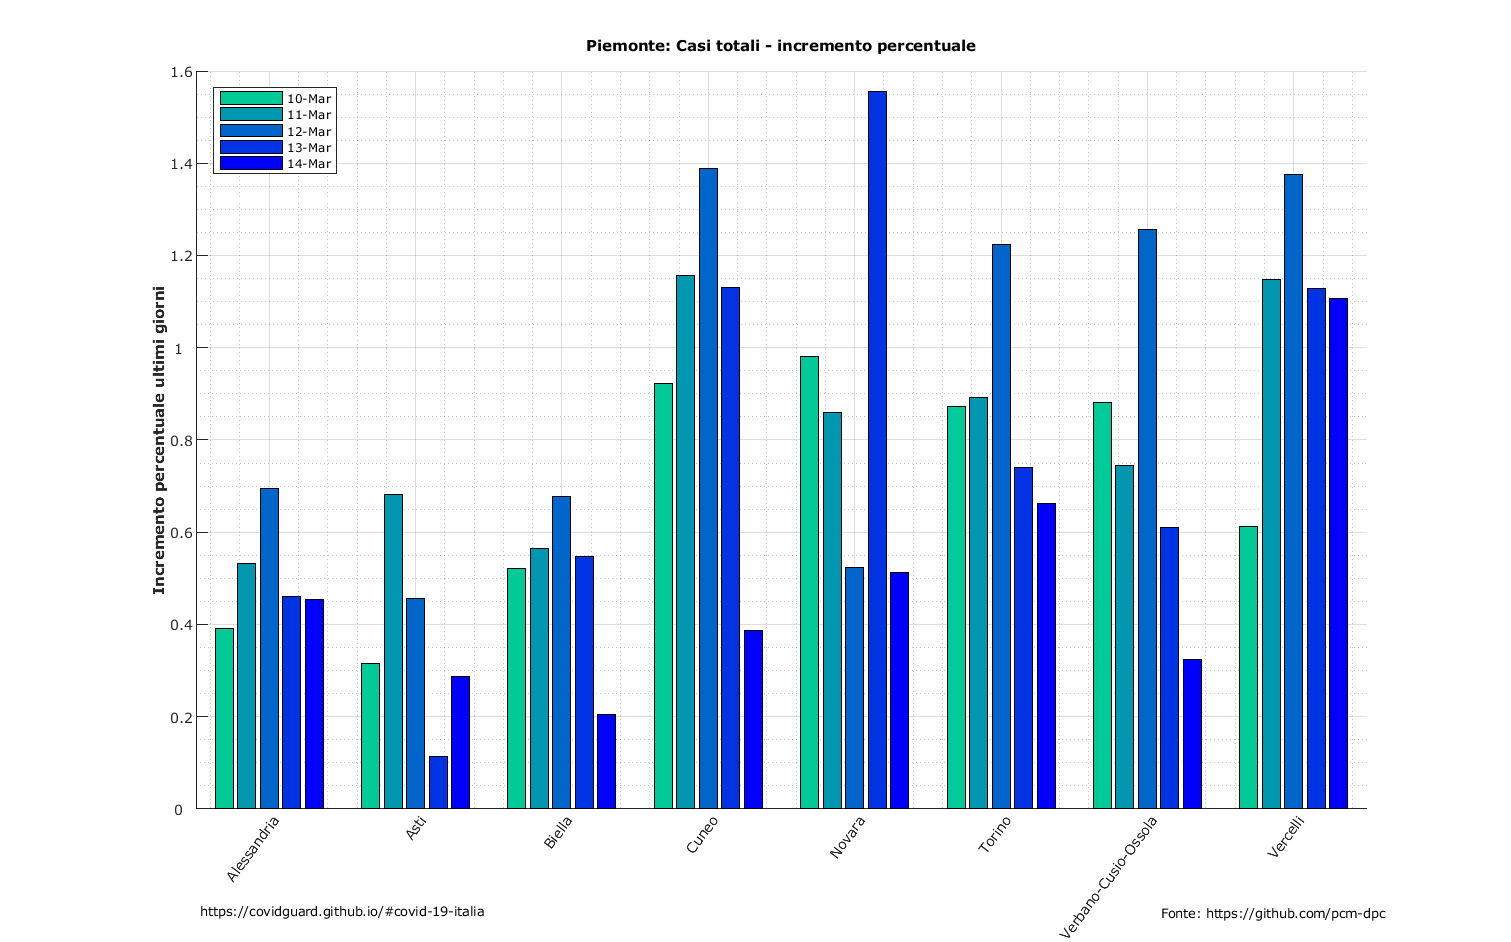 Piemonte: Casi totali - incremento percentuale
Incremento percentuale ultimi giorni
1.6
1.4
1.2
1
0.8
0.6
0.4
0.2
0
10-Mar
11-Mar
12-Mar
13-Mar
14-Mar
Alessandria
Asti
Biella
Cuneo
Novara
Torino
Verbano-Cusio-Ossola
Vercelli
https://covidguard.github.io/#covid-19-italia
Fonte: https://github.com/pcm-dpc